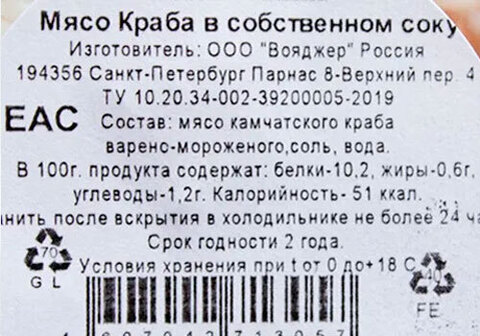 Мясо Краба в собственном соку
Изготовитель: ООО "Вояджер" Россия
194356 Санкт-Петербург Парнас 8-Верхний пер. 4
ТУ 10.20.34-002-39200005-2019
EAC
Состав: мясо камчатского краба
варено-мороженого,соль, вода.
В 100г. продукта содержат: белки-10,2, жиры-0,6г,
углеводы-1,2г. Калорийность- 51 ккал.
нить после вскрытия в холодильнике не более 24 ча
Срок годности 2 года.
Условия хранения при t от 0 до+18 С
70
GL
40
FE